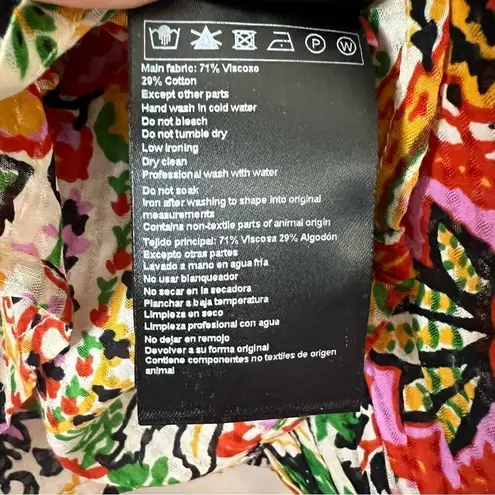 P W
Main fabric: 71% Viscose
29% Cotton
Except other parts
Hand wash in cold water
Do not bleach
Do not tumble dry
Low ironing
Dry clean
Professional wash with water
Do not soak
Iron after washing to shape into original
measurements
Contains non-textile parts of animal origin
Tejido principal: 71% Viscosa 29% Algodón
Excepto otras partes
Lavado a mano en agua fria
No usar blanqueador
No secar en la secadora
Planchar a baja temperatura
Limpieza en seco
Limpieza profesional con agua
No dejar en remojo
Devolver a su forma original
Contiene componentes no textiles de origen
animal